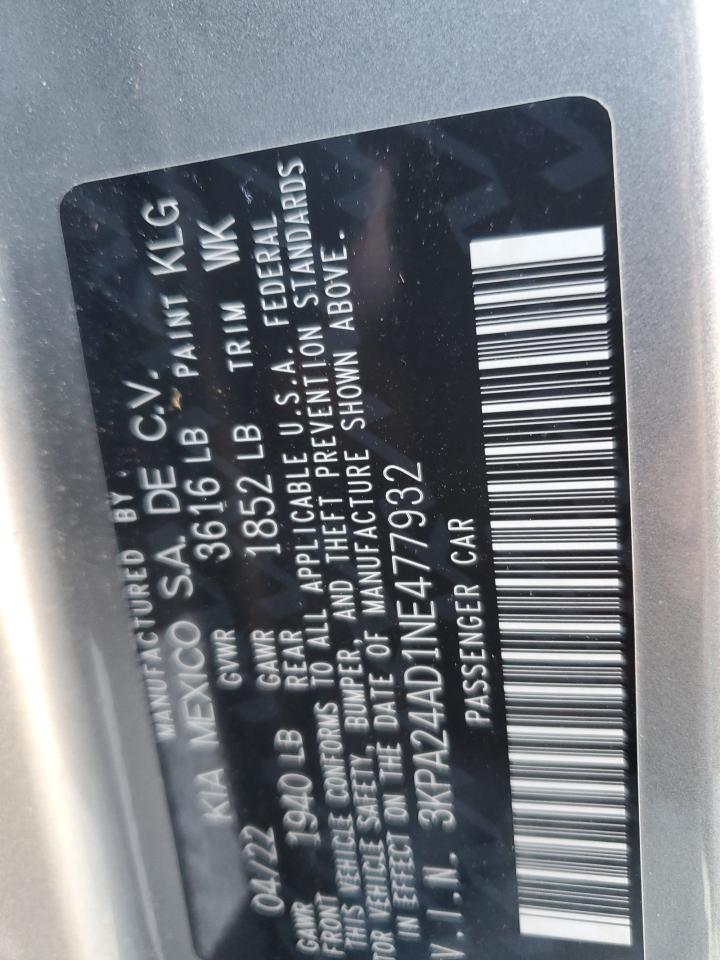 MANUFACTURED BY
KIA MEXICO S.A. DE C.V.
04/22 GVWR 3616 LB PAINT KLG
GAWR FRONT 1940 LB GAWR REAR 1852 LB TRIM WK
THIS VEHICLE CONFORMS TO ALL APPLICABLE U.S.A. FEDERAL
TOR VEHICLE SAFETY, BUMPER, AND THEFT PREVENTION STANDARDS
IN EFFECT ON THE DATE OF MANUFACTURE SHOWN ABOVE.
V.I.N. 3KPA24AD1NE477932
PASSENGER CAR